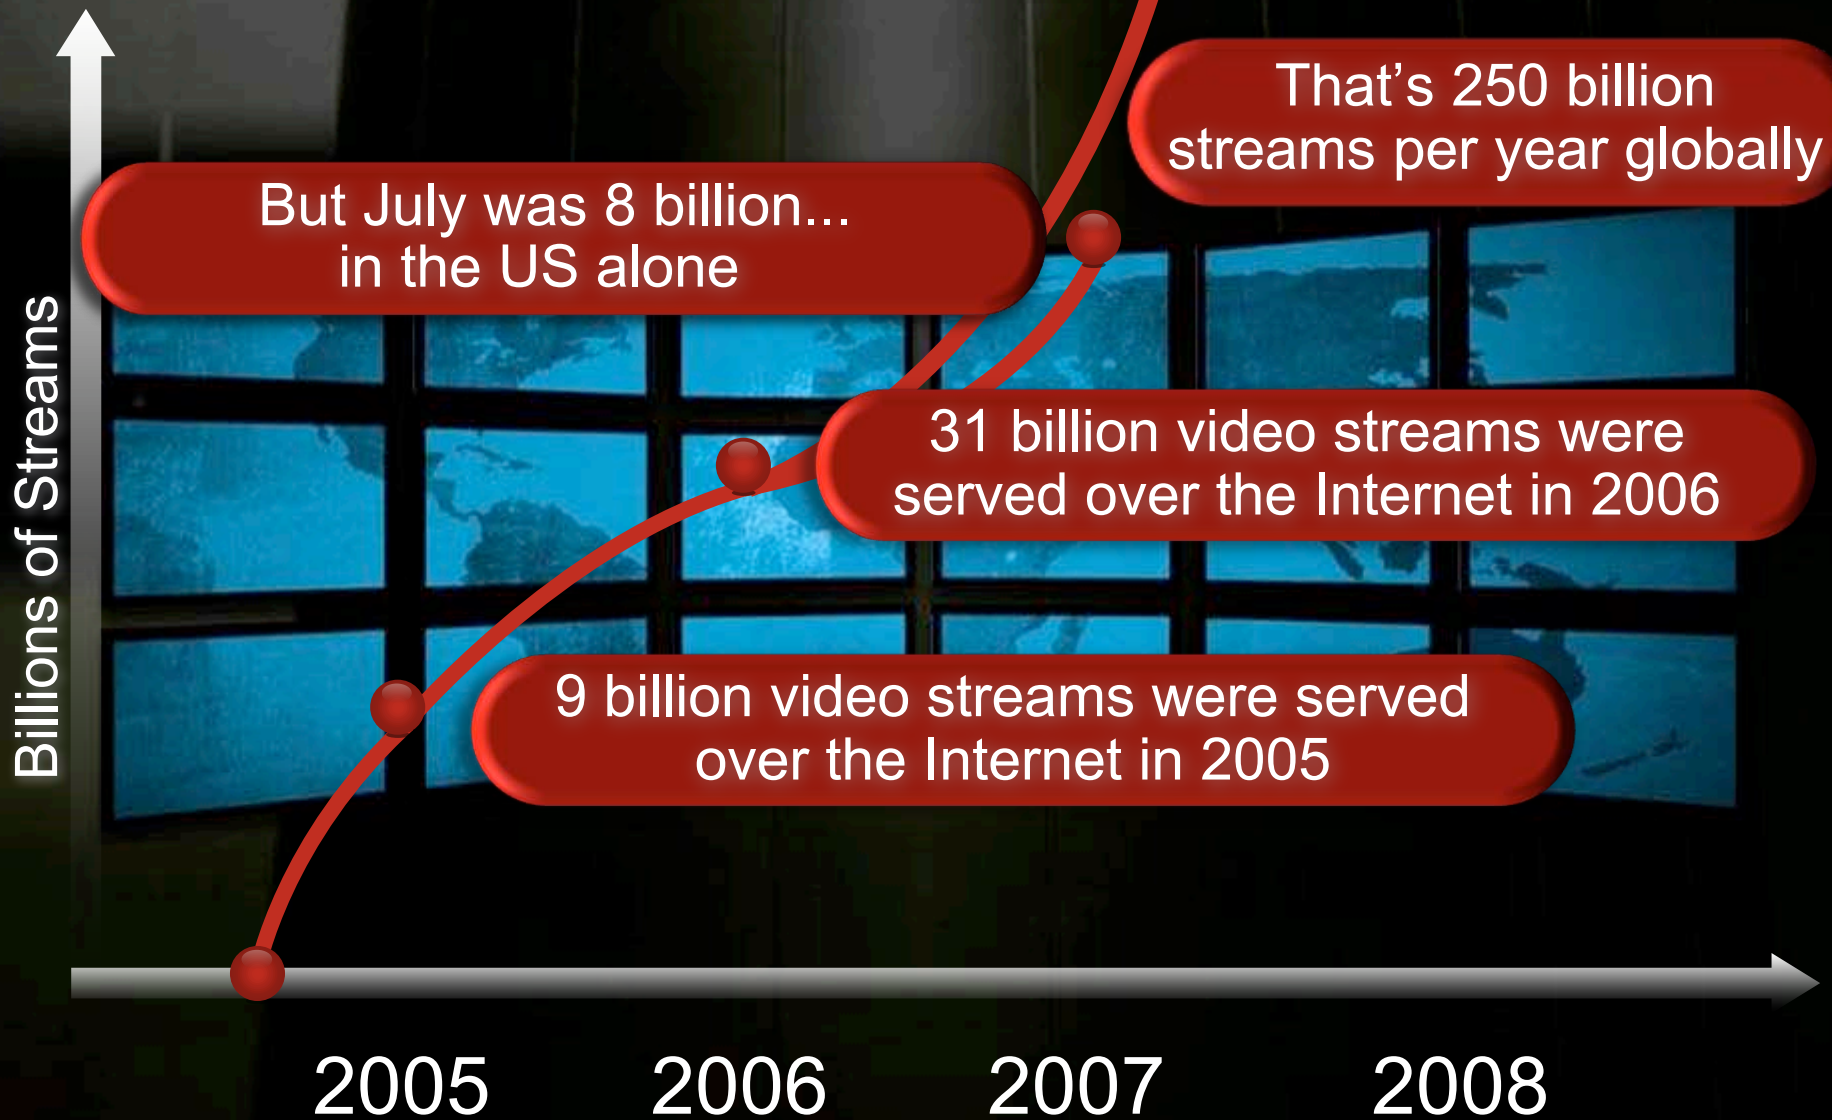 That's 250 billion
streams per year globally
But July was 8 billion...
in the US alone
31 billion video streams were
served over the Internet in 2006
9 billion video streams were served
over the Internet in 2005
Billions of Streams
2005 2006 2007 2008